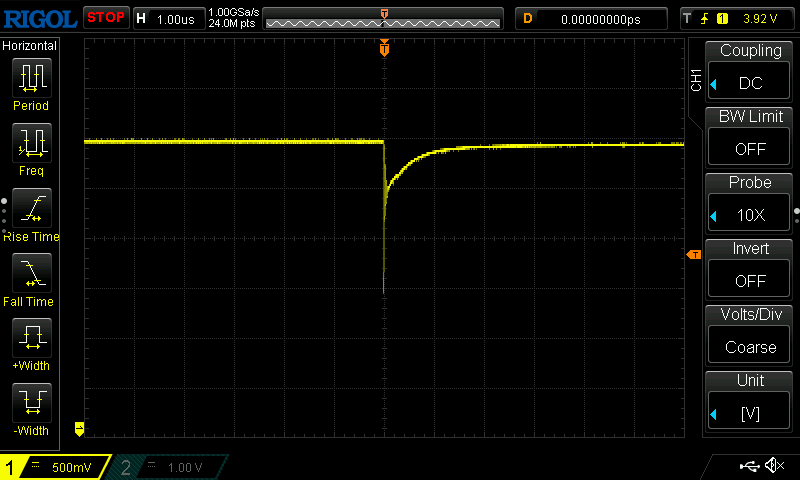 RIGOL STOP H 1.00us 1.00GSa/s D 0.00000000ps T 1 3.92 V
24.0M pts
T
Horizontal
Period
Freq
Rise Time
Fall Time
+Width
-Width
T
T
CH1
Coupling
DC
BW Limit
OFF
Probe
10X
Invert
OFF
Volts/Div
Coarse
Unit
[V]
1 500mV 2 1.00 V